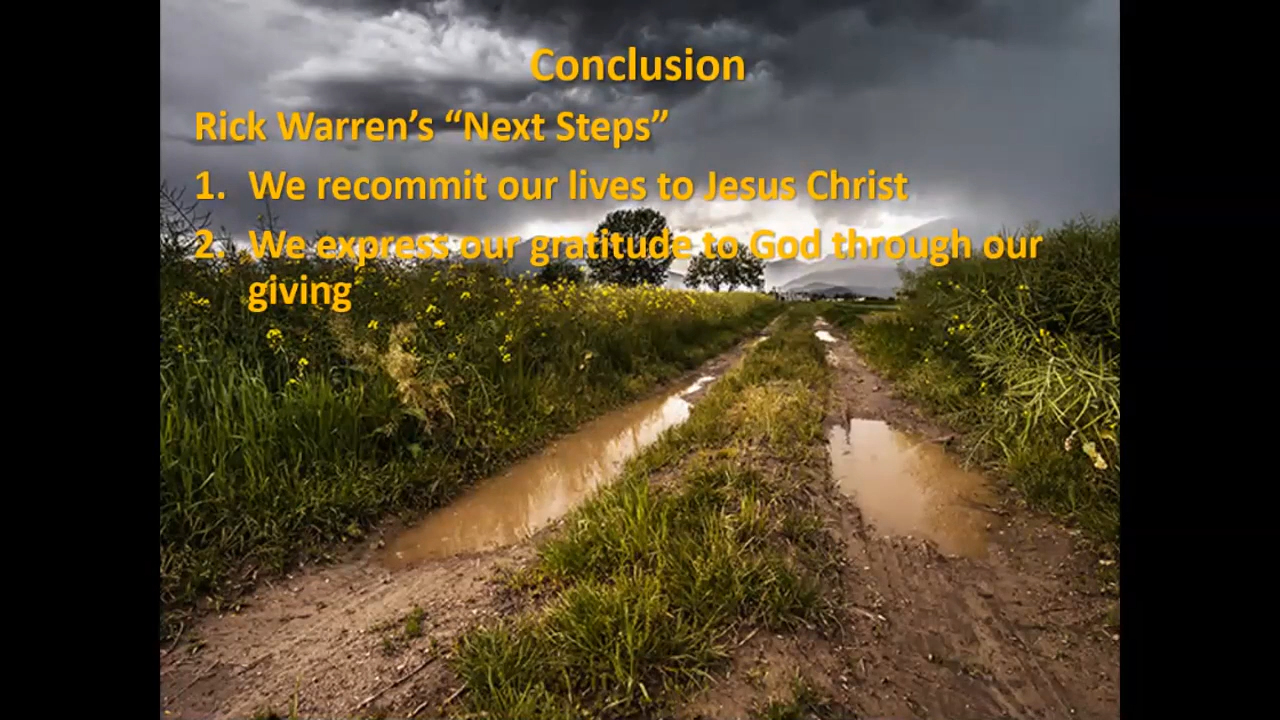 Conclusion
Rick Warren’s “Next Steps”
1. We recommit our lives to Jesus Christ
2. We express our gratitude to God through our
giving